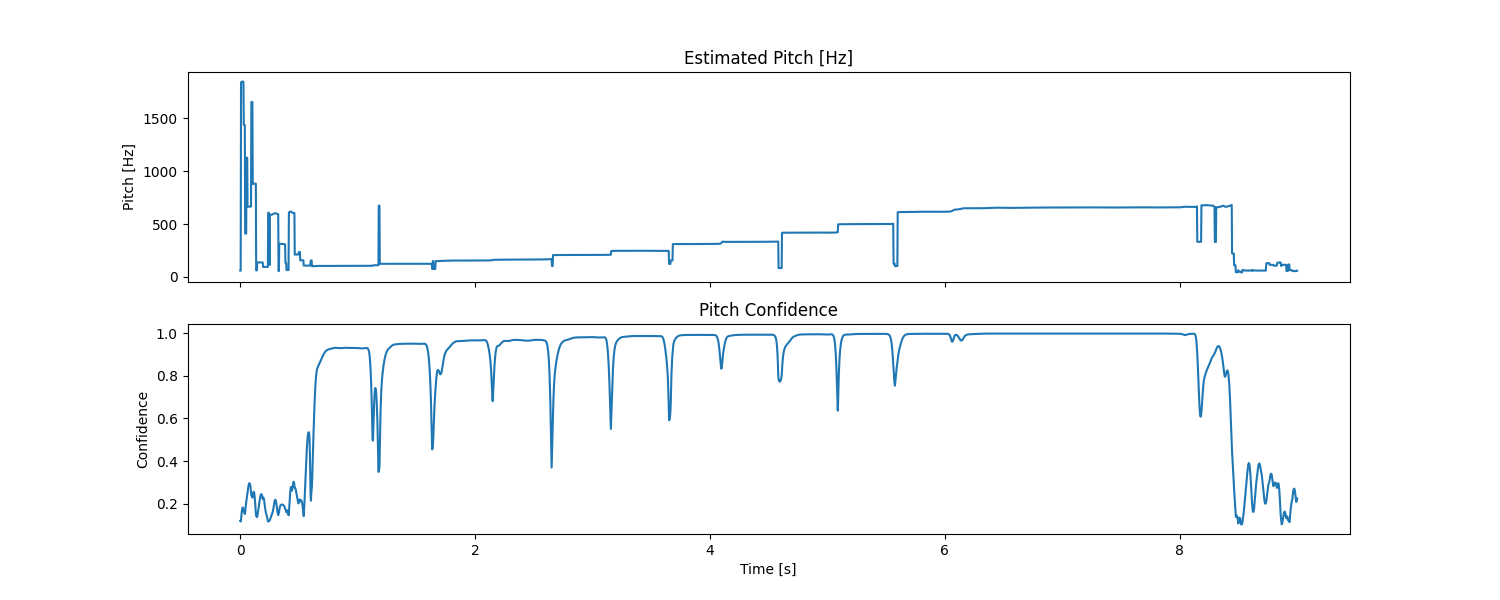 Estimated Pitch [Hz]
Pitch [Hz]
1500
1000
500
0
Pitch Confidence
Confidence
1.0
0.8
0.6
0.4
0.2
0 2 4 6 8
Time [s]